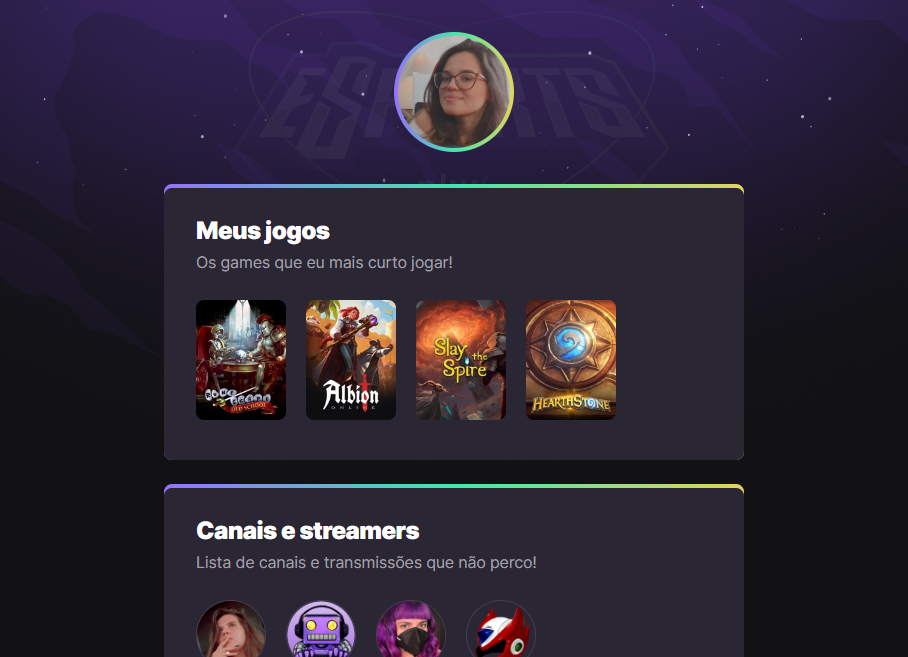 ESPORTS
Meus jogos
Os games que eu mais curto jogar!
OLD SCHOOL
Albion
ONLINE
Slay
the
Spire
HEARTHSTONE
Canais e streamers
Lista de canais e transmissões que não perco!